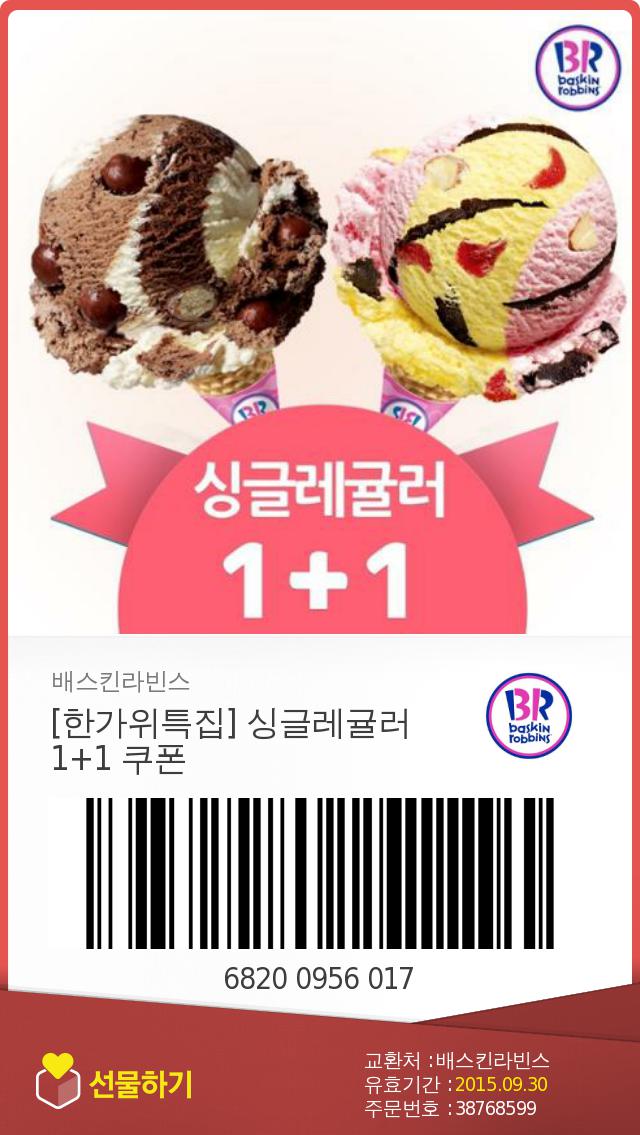 BR
baskin
robbins
BR
BR
싱글레귤러
1+1
배스킨라빈스
[한가위특집] 싱글레귤러
1+1 쿠폰
BR
baskin
robbins
6820 0956 017
선물하기
교환처 : 배스킨라빈스
유효기간 : 2015.09.30
주문번호 : 38768599